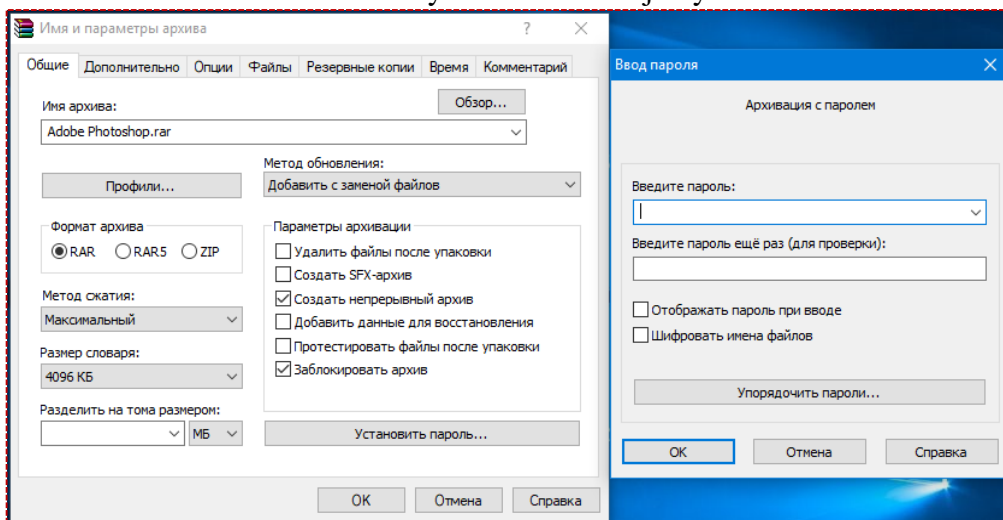 Имя и параметры архива
?
Общие Дополнительно Опции Файлы Резервные копии Время Комментарий
Имя архива:
Обзор...
Adobe Photoshop.rar
Профили...
Метод обновления:
Добавить с заменой файлов
Формат архива
RAR RAR5 ZIP
Метод сжатия:
Максимальный
Размер словаря:
4096 КБ
Разделить на тома размером:
МБ
Параметры архивации
Удалить файлы после упаковки
Создать SFX-архив
Создать непрерывный архив
Добавить данные для восстановления
Протестировать файлы после упаковки
Заблокировать архив
Установить пароль...
ОК Отмена Справка
Ввод пароля
Архивация с паролем
Введите пароль:
Введите пароль ещё раз (для проверки):
Отображать пароль при вводе
Шифровать имена файлов
Упорядочить пароли...
ОК Отмена Справка